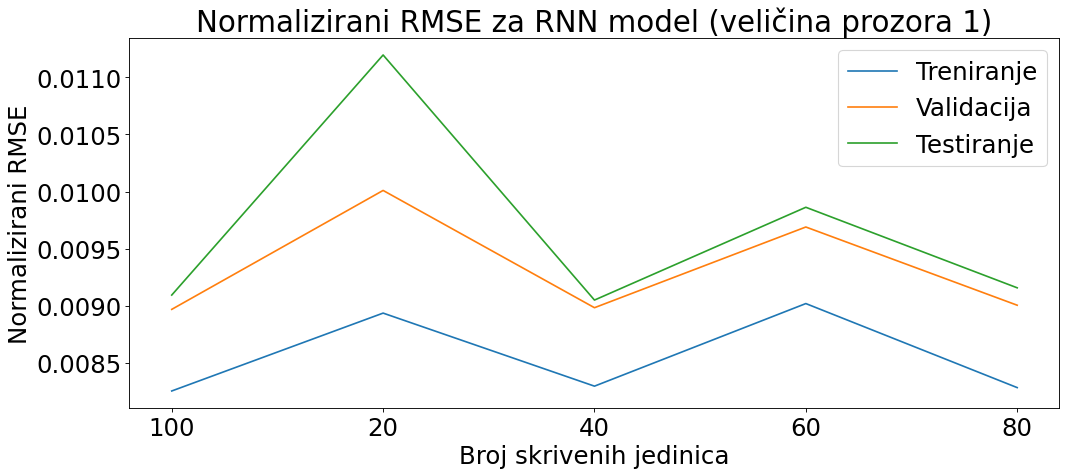 Normalizirani RMSE za RNN model (veličina prozora 1)
Normalizirani RMSE
0.0110
0.0105
0.0100
0.0095
0.0090
0.0085
Treniranje
Validacija
Testiranje
100 20 40 60 80
Broj skrivenih jedinica